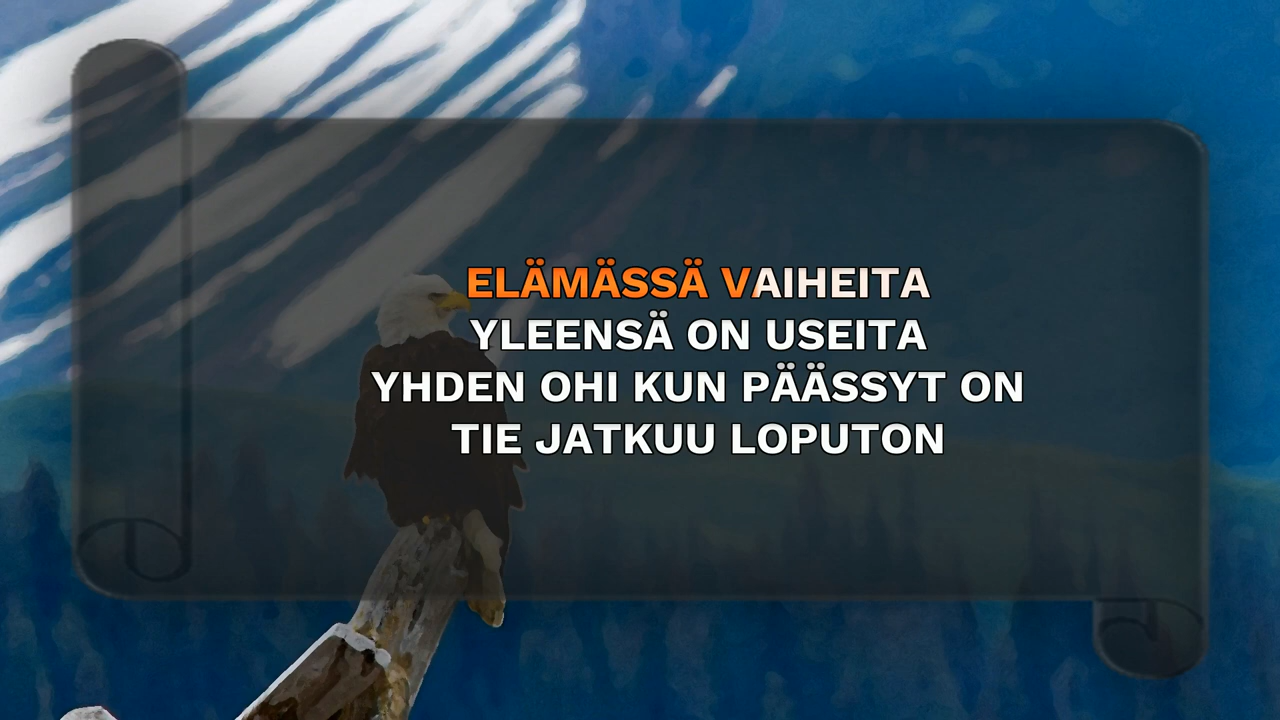 ELÄMÄSSÄ VAIHEITA
YLEENSÄ ON USEITA
YHDEN OHI KUN PÄÄSSYT ON
TIE JATKUU LOPUTON